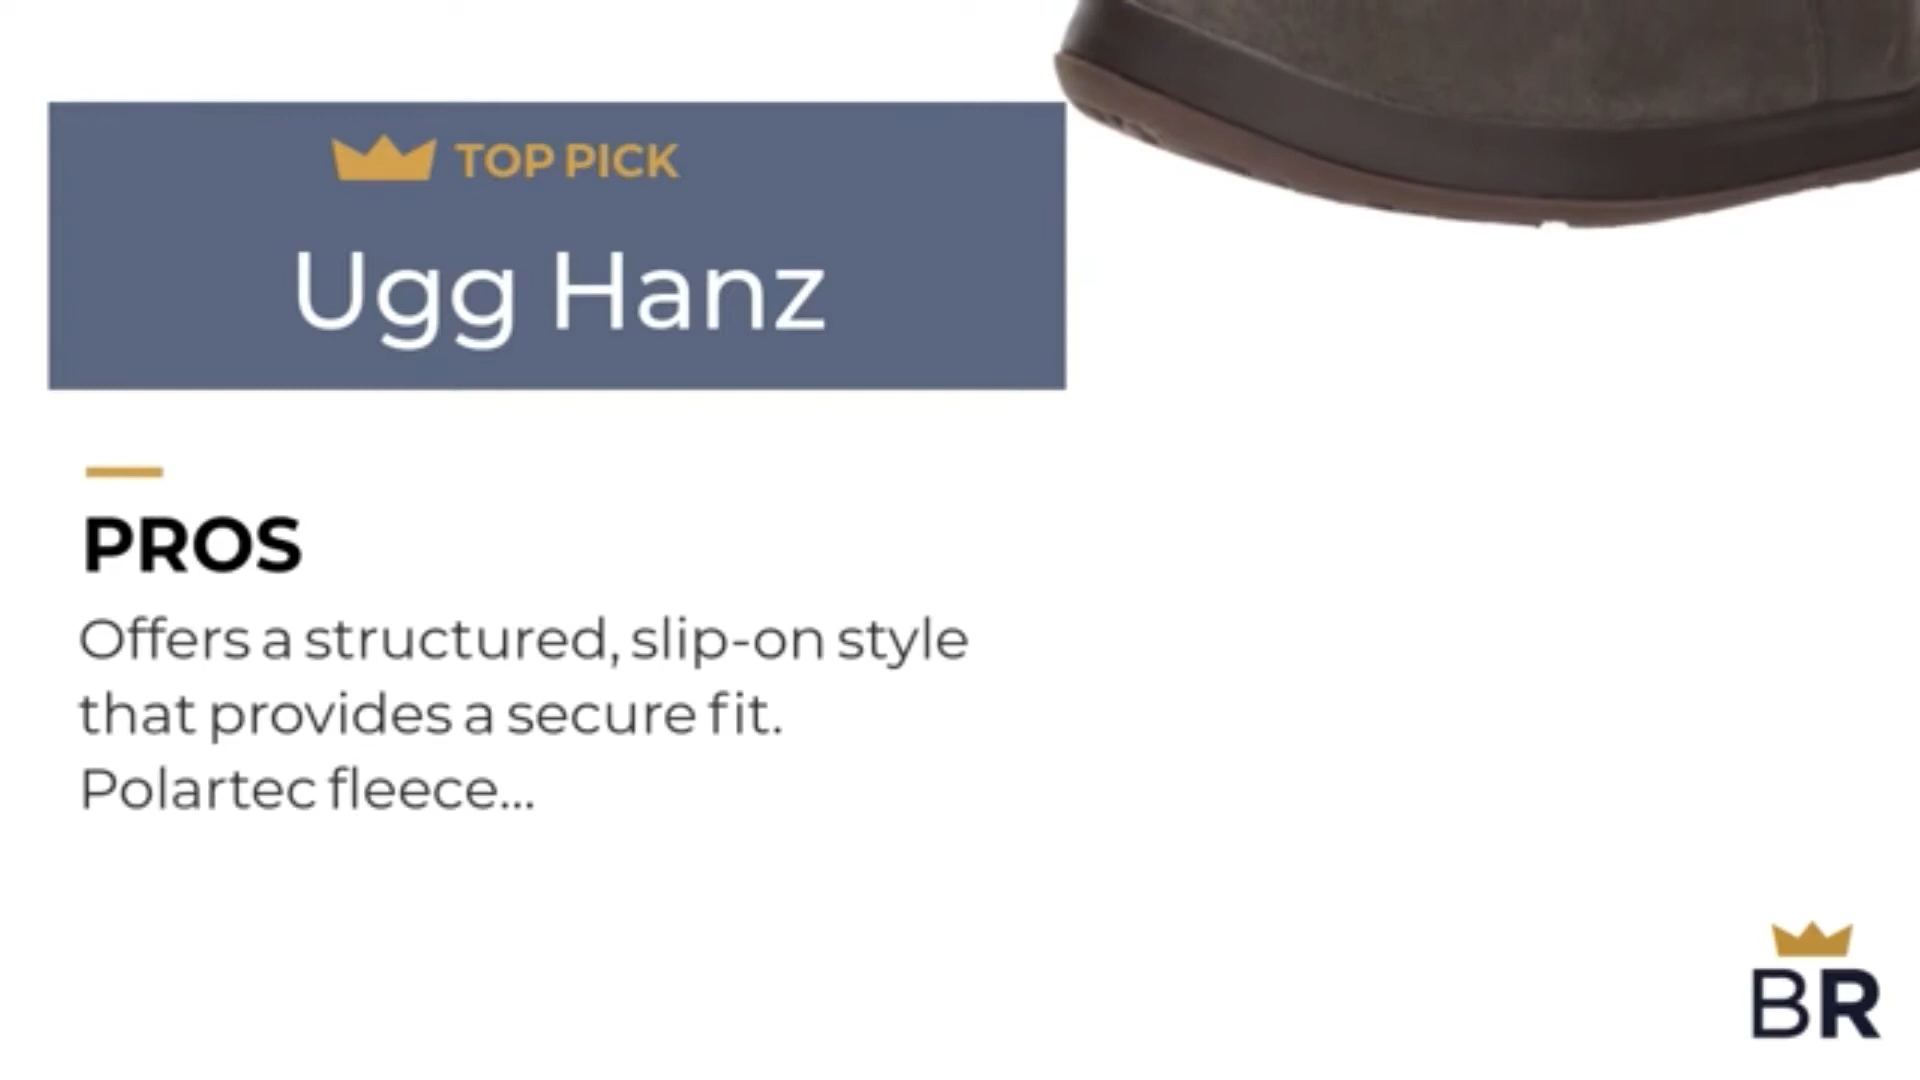 TOP PICK
Ugg Hanz
PROS
Offers a structured, slip-on style
that provides a secure fit.
Polartec fleece...
BR